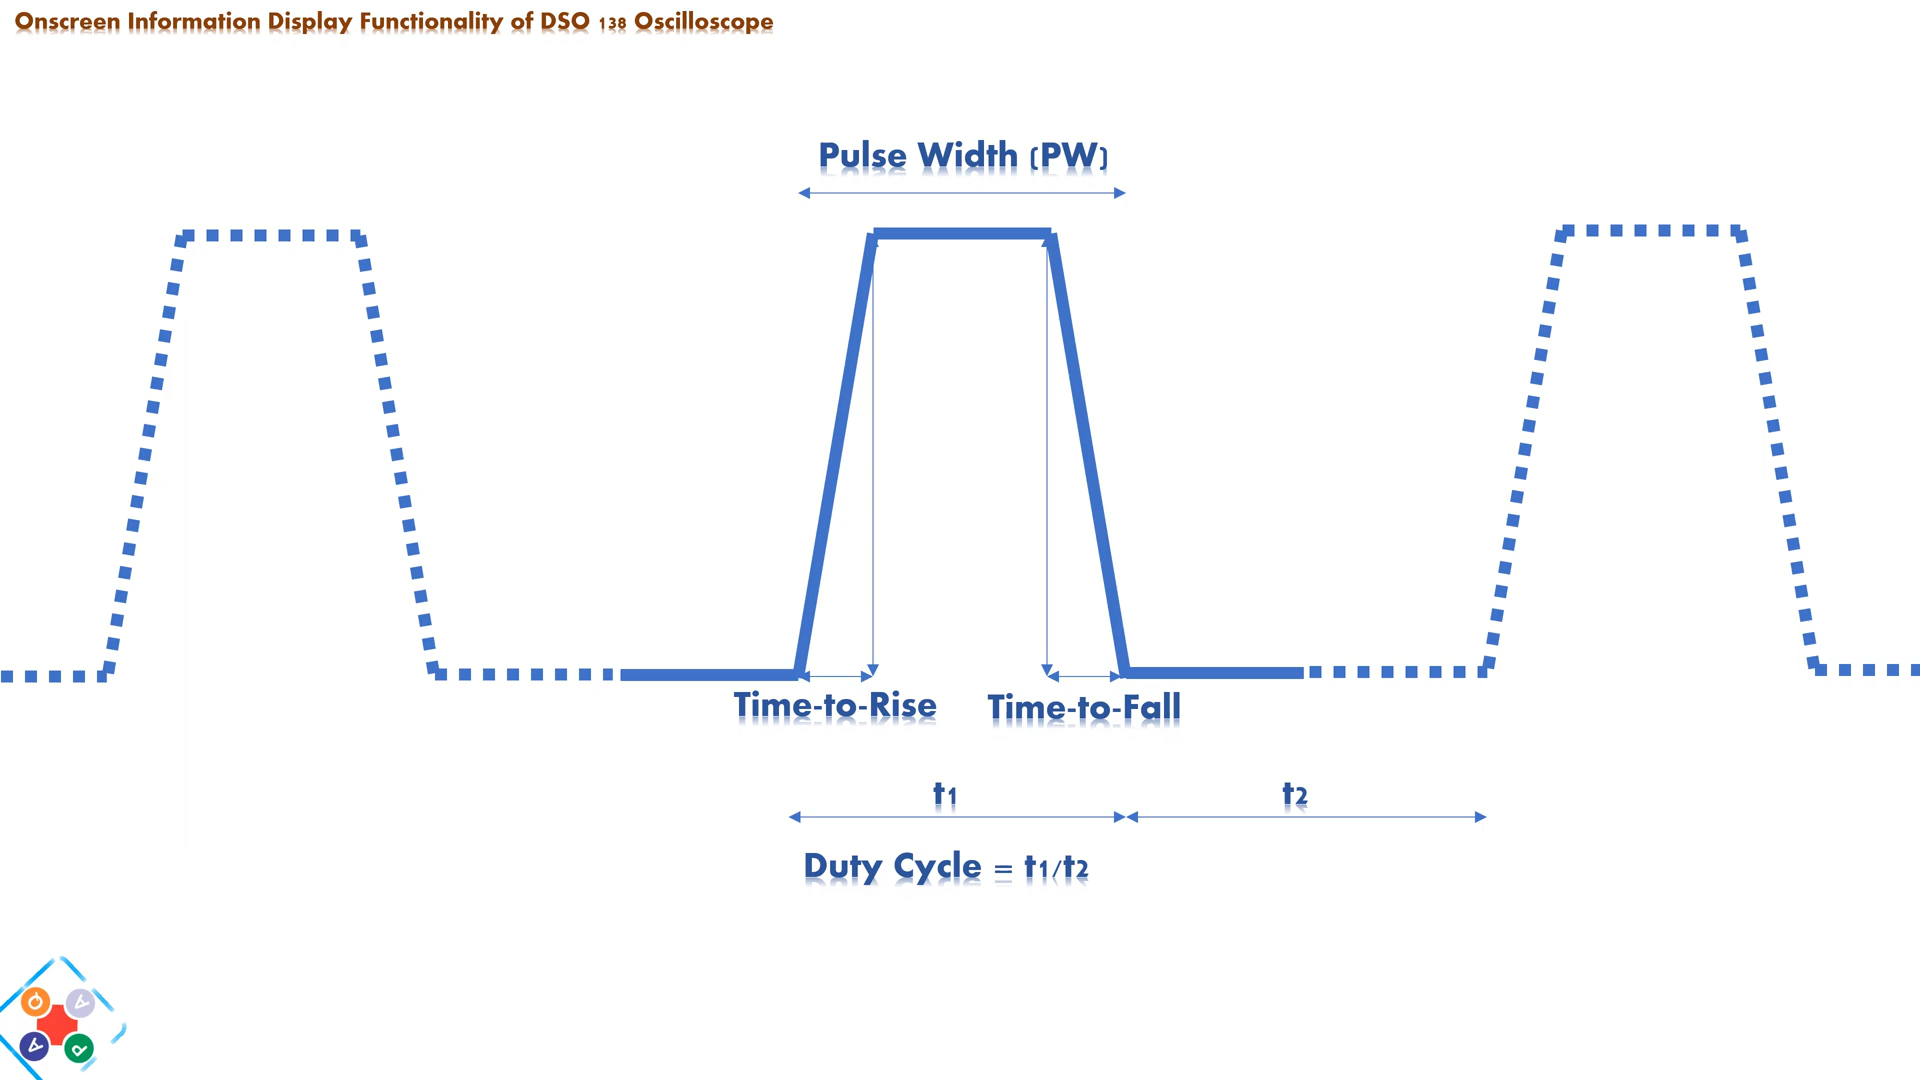 Onscreen Information Display Functionality of DSO 138 Oscilloscope
Pulse Width (PW)
Time-to-Rise
Time-to-Fall
t1
t2
Duty Cycle = t1/t2